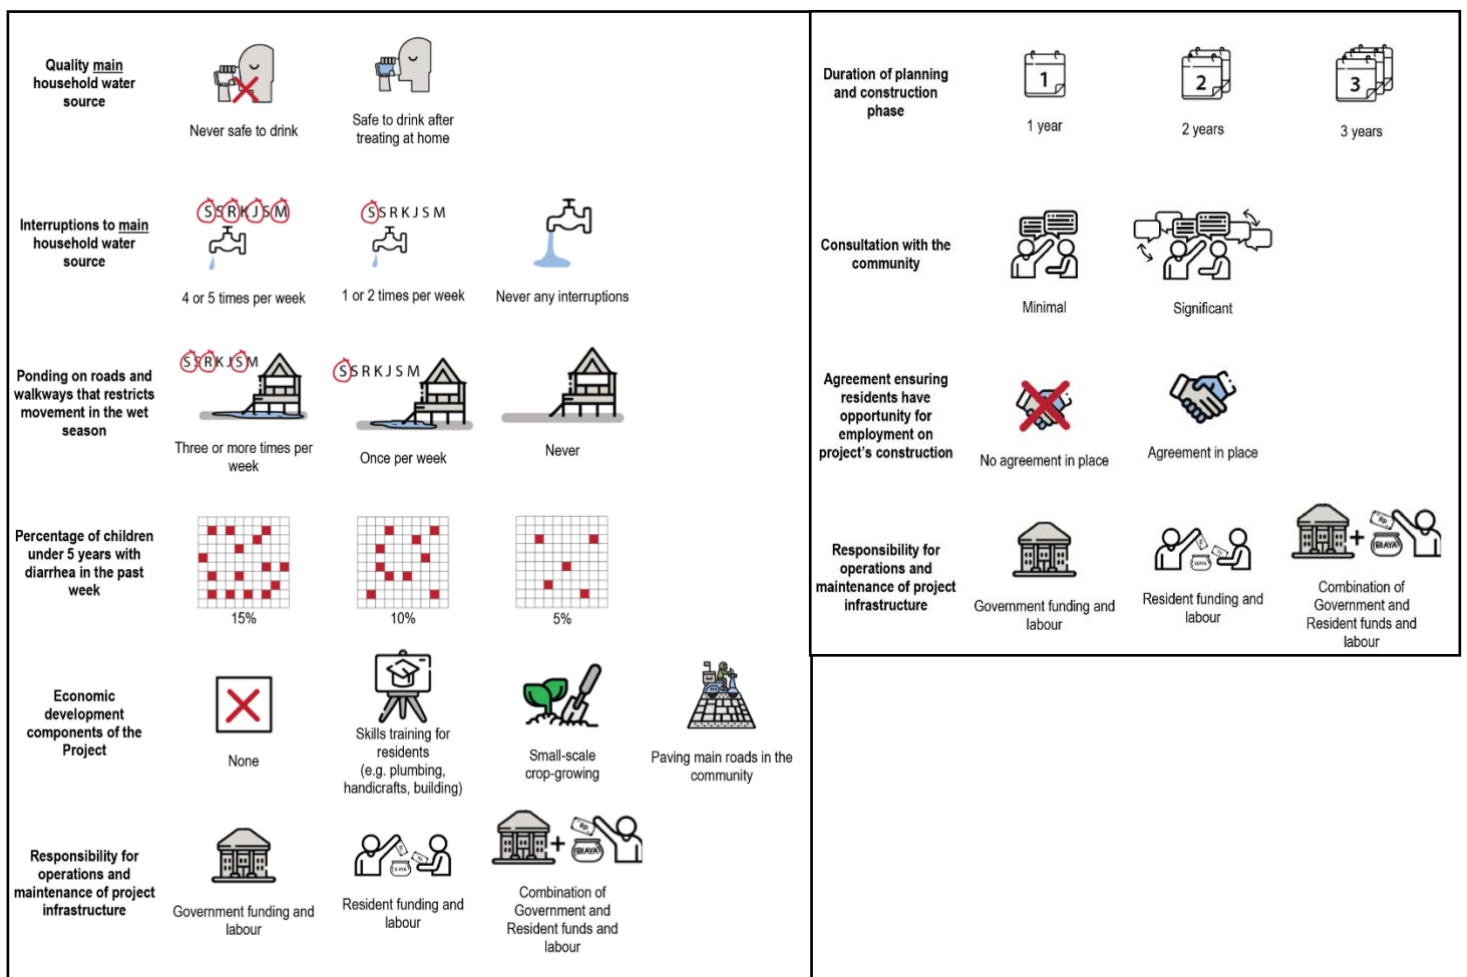 Quality main
household water
source
Never safe to drink
Safe to drink after
treating at home
Interruptions to main
household water
source
S S R K J S M
4 or 5 times per week
S S R K J S M
1 or 2 times per week
Never any interruptions
Ponding on roads and
walkways that restricts
movement in the wet
season
S S R K J S M
Three or more times per
week
S S R K J S M
Once per week
Never
Percentage of children
under 5 years with
diarrhea in the past
week
15%
10%
5%
Economic
development
components of the
Project
None
Skills training for
residents
(e.g. plumbing,
handicrafts, building)
Small-scale
crop-growing
Paving main roads in the
community
Responsibility for
operations and
maintenance of project
infrastructure
Government funding and
labour
Resident funding and
labour
+
Rp
BIAYA
Combination of
Government and
Resident funds and
labour
Duration of planning
and construction
phase
1
1 year
2
2 years
3
3 years
Consultation with the
community
Minimal
Significant
Agreement ensuring
residents have
opportunity for
employment on
project's construction
No agreement in place
Agreement in place
Responsibility for
operations and
maintenance of project
infrastructure
Government funding and
labour
Resident funding and
labour
+
Rp
BIAYA
Combination of
Government and
Resident funds and
labour